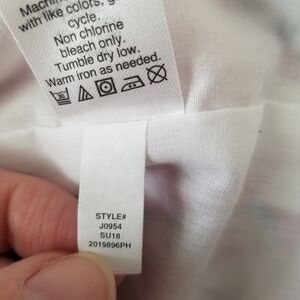 Machin
with like colors, g
cycle.
Non chlorine
bleach only.
Tumble dry low.
Warm iron as needed.
STYLE#
J0954
SU18
2019896PH